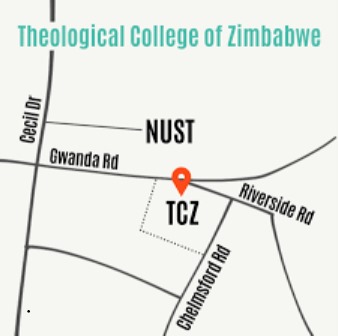 Theological College of Zimbabwe
Cecil Dr
NUST
Gwanda Rd
TCZ
Riverside Rd
Chelmsford Rd